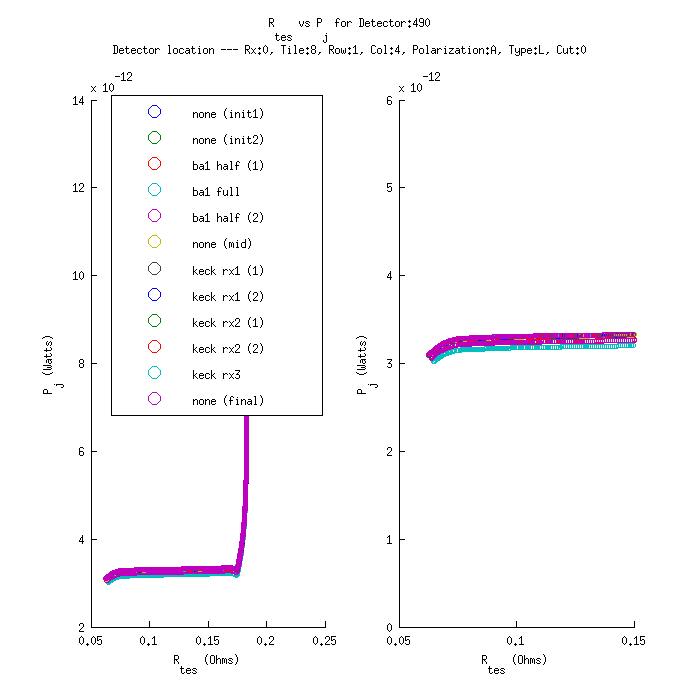 R tes vs P j for Detector:490
Detector location --- Rx:0, Tile:8, Row:1, Col:4, Polarization:A, Type:L, Cut:0
x 10^-12
14
12
10
8
6
4
2
0.05 0.1 0.15 0.2 0.25
P j (Watts)
R tes (Ohms)
none (init1)
none (init2)
ba1 half (1)
ba1 full
ba1 half (2)
none (mid)
keck rx1 (1)
keck rx1 (2)
keck rx2 (1)
keck rx2 (2)
keck rx3
none (final)
x 10^-12
6
4
3
1
0
0.05 0.1 0.15
P j (Watts)
R tes (Ohms)